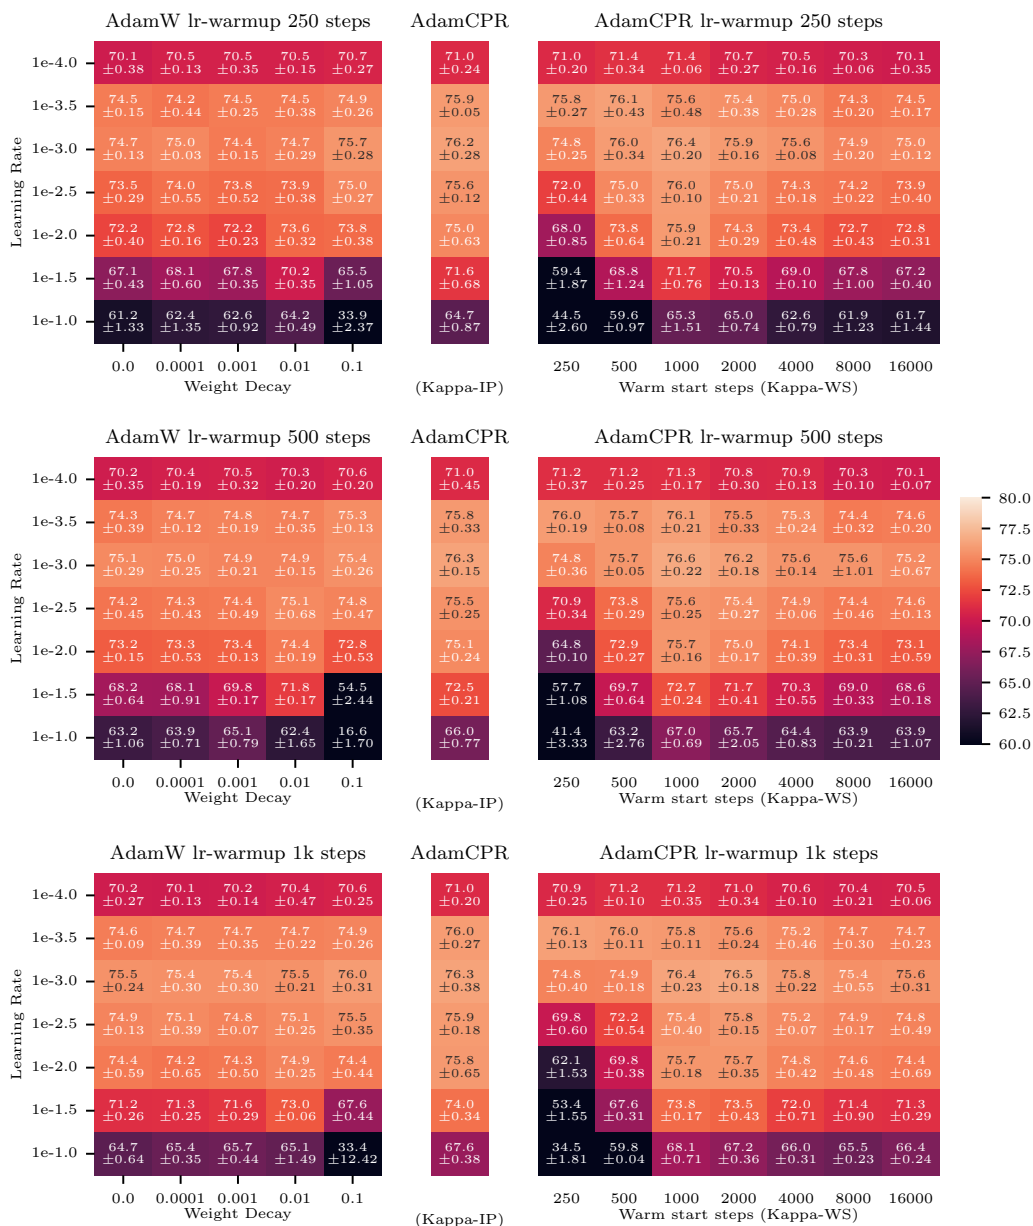 AdamW lr-warmup 250 steps AdamCPR AdamCPR lr-warmup 250 steps
Learning Rate
1e-4.0 70.1 70.5 70.5 70.5 70.7 71.0 71.0 71.4 71.4 70.7 70.5 70.3 70.1
±0.38 ±0.13 ±0.35 ±0.15 ±0.27 ±0.24 ±0.20 ±0.34 ±0.06 ±0.27 ±0.16 ±0.06 ±0.35
1e-3.5 74.5 74.2 74.5 74.5 74.9 75.9 75.8 76.1 75.6 75.4 75.0 74.3 74.5
±0.15 ±0.44 ±0.25 ±0.38 ±0.26 ±0.05 ±0.27 ±0.43 ±0.48 ±0.38 ±0.28 ±0.20 ±0.17
1e-3.0 74.7 75.0 74.4 74.7 75.7 76.2 74.8 76.0 76.4 75.9 75.6 74.9 75.0
±0.13 ±0.03 ±0.15 ±0.29 ±0.28 ±0.28 ±0.25 ±0.34 ±0.20 ±0.16 ±0.08 ±0.20 ±0.12
1e-2.5 73.5 74.0 73.8 73.9 75.0 75.6 72.0 75.0 76.0 75.0 74.3 74.2 73.9
±0.29 ±0.55 ±0.52 ±0.38 ±0.27 ±0.12 ±0.44 ±0.33 ±0.10 ±0.21 ±0.18 ±0.22 ±0.40
1e-2.0 72.2 72.8 72.2 73.6 73.8 75.0 68.0 73.8 75.9 74.3 73.4 72.7 72.8
±0.40 ±0.16 ±0.23 ±0.32 ±0.38 ±0.63 ±0.85 ±0.64 ±0.21 ±0.29 ±0.48 ±0.43 ±0.31
1e-1.5 67.1 68.1 67.8 70.2 65.5 71.6 59.4 68.8 71.7 70.5 69.0 67.8 67.2
±0.43 ±0.60 ±0.35 ±0.35 ±1.05 ±0.68 ±1.87 ±1.24 ±0.76 ±0.13 ±0.10 ±1.00 ±0.40
1e-1.0 61.2 62.4 62.6 64.2 33.9 64.7 44.5 59.6 65.3 65.0 62.6 61.9 61.7
±1.33 ±1.35 ±0.92 ±0.49 ±2.37 ±0.87 ±2.60 ±0.97 ±1.51 ±0.74 ±0.79 ±1.23 ±1.44
0.0 0.0001 0.001 0.01 0.1 250 500 1000 2000 4000 8000 16000
Weight Decay (Kappa-IP) Warm start steps (Kappa-WS)
AdamW lr-warmup 500 steps AdamCPR AdamCPR lr-warmup 500 steps
Learning Rate
1e-4.0 70.2 70.4 70.5 70.3 70.6 71.0 71.2 71.2 71.3 70.8 70.9 70.3 70.1
±0.35 ±0.19 ±0.32 ±0.20 ±0.20 ±0.45 ±0.37 ±0.25 ±0.17 ±0.30 ±0.13 ±0.10 ±0.07
1e-3.5 74.3 74.7 74.8 74.7 75.3 75.8 76.0 75.7 76.1 75.5 75.3 74.4 74.6
±0.39 ±0.12 ±0.19 ±0.35 ±0.13 ±0.33 ±0.19 ±0.08 ±0.21 ±0.33 ±0.24 ±0.32 ±0.20
1e-3.0 75.1 75.0 74.9 74.9 75.4 76.3 74.8 75.7 76.6 76.2 75.6 75.6 75.2
±0.29 ±0.25 ±0.21 ±0.15 ±0.26 ±0.15 ±0.36 ±0.05 ±0.22 ±0.18 ±0.14 ±1.01 ±0.67
1e-2.5 74.2 74.3 74.4 75.1 74.8 75.5 70.9 73.8 75.6 75.4 74.9 74.6 74.6
±0.45 ±0.43 ±0.49 ±0.68 ±0.47 ±0.25 ±0.34 ±0.29 ±0.25 ±0.27 ±0.06 ±0.46 ±0.13
1e-2.0 73.2 73.3 73.4 74.4 72.8 75.1 64.8 72.9 75.7 75.0 74.1 73.4 73.1
±0.15 ±0.53 ±0.13 ±0.19 ±0.53 ±0.24 ±0.10 ±0.27 ±0.16 ±0.17 ±0.39 ±0.31 ±0.59
1e-1.5 68.2 68.1 69.8 71.8 54.5 72.5 57.7 69.7 72.7 71.7 70.3 69.0 68.6
±0.64 ±0.91 ±0.17 ±0.17 ±2.44 ±0.21 ±1.08 ±0.64 ±0.24 ±0.41 ±0.55 ±0.33 ±0.18
1e-1.0 63.2 63.9 65.1 62.4 16.6 66.0 41.4 63.2 67.0 65.7 64.4 63.9 63.9
±1.06 ±0.71 ±0.79 ±1.65 ±1.70 ±0.77 ±3.33 ±2.76 ±0.69 ±2.05 ±0.83 ±0.21 ±1.07
0.0 0.0001 0.001 0.01 0.1 250 500 1000 2000 4000 8000 16000
Weight Decay (Kappa-IP) Warm start steps (Kappa-WS)
80.0
77.5
75.0
72.5
70.0
67.5
65.0
62.5
60.0
AdamW lr-warmup 1k steps AdamCPR AdamCPR lr-warmup 1k steps
Learning Rate
1e-4.0 70.2 70.1 70.2 70.4 70.6 71.0 70.9 71.2 71.2 71.0 70.6 70.4 70.5
±0.27 ±0.13 ±0.14 ±0.47 ±0.25 ±0.20 ±0.25 ±0.10 ±0.35 ±0.34 ±0.10 ±0.21 ±0.06
1e-3.5 74.6 74.7 74.7 74.7 74.9 76.0 76.1 76.0 75.8 75.6 75.2 74.7 74.7
±0.09 ±0.39 ±0.35 ±0.22 ±0.26 ±0.27 ±0.13 ±0.11 ±0.11 ±0.24 ±0.46 ±0.30 ±0.23
1e-3.0 75.5 75.4 75.4 75.5 76.0 76.3 74.8 74.9 76.4 76.5 75.8 75.4 75.6
±0.24 ±0.30 ±0.30 ±0.21 ±0.31 ±0.38 ±0.40 ±0.18 ±0.23 ±0.18 ±0.22 ±0.55 ±0.31
1e-2.5 74.9 75.1 74.8 75.1 75.5 75.9 69.8 72.2 75.4 75.8 75.2 74.9 74.8
±0.13 ±0.39 ±0.07 ±0.25 ±0.35 ±0.18 ±0.60 ±0.54 ±0.40 ±0.15 ±0.07 ±0.17 ±0.49
1e-2.0 74.4 74.2 74.3 74.9 74.4 75.8 62.1 69.8 75.7 75.7 74.8 74.6 74.4
±0.59 ±0.65 ±0.50 ±0.25 ±0.44 ±0.65 ±1.53 ±0.38 ±0.18 ±0.35 ±0.42 ±0.48 ±0.69
1e-1.5 71.2 71.3 71.6 73.0 67.6 74.0 53.4 67.6 73.8 73.5 72.0 71.4 71.3
±0.26 ±0.25 ±0.29 ±0.06 ±0.44 ±0.34 ±1.55 ±0.31 ±0.17 ±0.43 ±0.71 ±0.90 ±0.29
1e-1.0 64.7 65.4 65.7 65.1 33.4 67.6 34.5 59.8 68.1 67.2 66.0 65.5 66.4
±0.64 ±0.35 ±0.44 ±1.49 ±12.42 ±0.38 ±1.81 ±0.04 ±0.71 ±0.36 ±0.31 ±0.23 ±0.24
0.0 0.0001 0.001 0.01 0.1 250 500 1000 2000 4000 8000 16000
Weight Decay (Kappa-IP) Warm start steps (Kappa-WS)